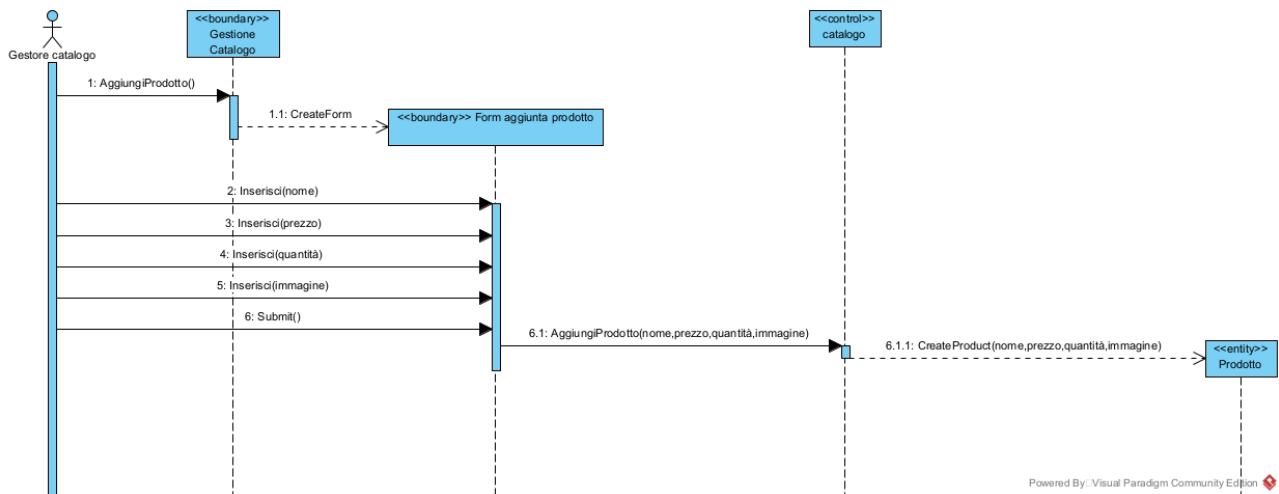 <<boundary>>
Gestione
Catalogo
<<control>>
catalogo
Gestore catalogo
1: AggiungiProdotto()
1.1: CreateForm
<<boundary>> Form aggiunta prodotto
2: Inserisci(nome)
3: Inserisci(prezzo)
4: Inserisci(quantità)
5: Inserisci(immagine)
6: Submit()
6.1: AggiungiProdotto(nome,prezzo,quantità,immagine)
6.1.1: CreateProduct(nome,prezzo,quantità,immagine)
<<entity>>
Prodotto
Powered By Visual Paradigm Community Edition